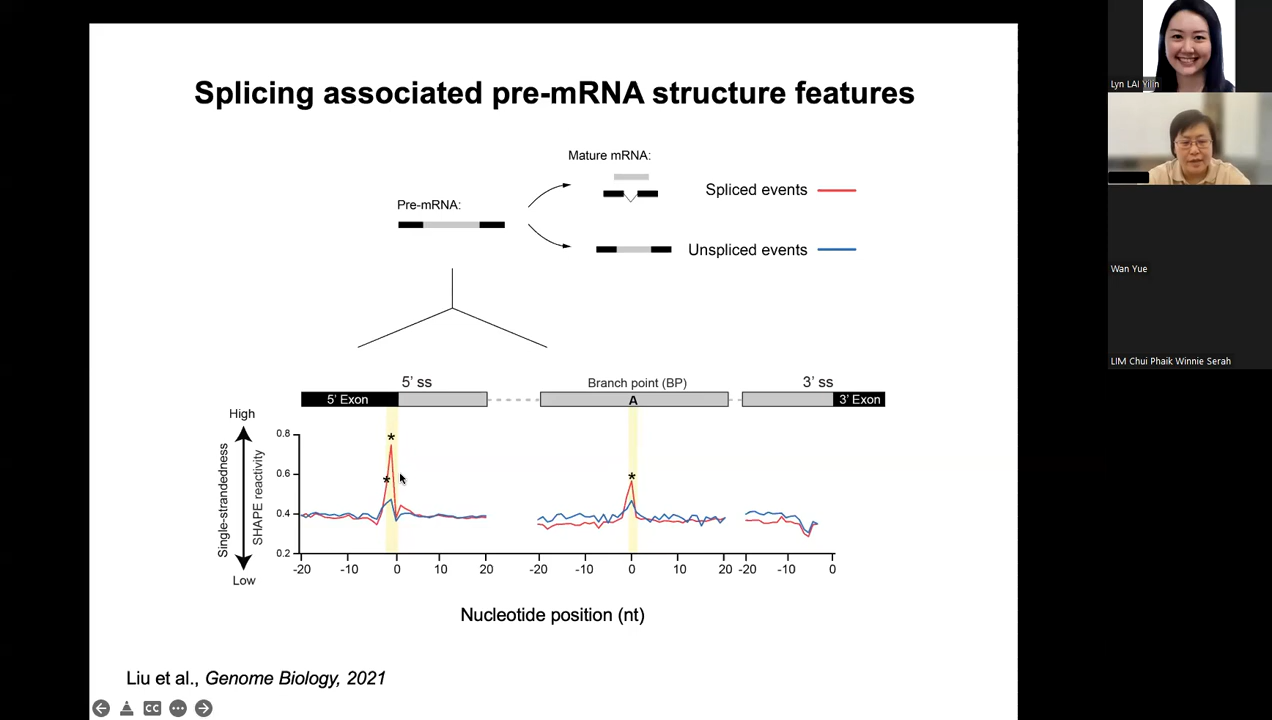 Splicing associated pre-mRNA structure features
Mature mRNA:
Pre-mRNA:
Spliced events
Unspliced events
5' ss
Branch point (BP)
3' ss
5' Exon
A
3' Exon
High
Single-strandedness
SHAPE reactivity
Low
0.8
0.6
0.4
0.2
*
*
*
-20 -10 0 10 20 -20 -10 0 10 20 -20 -10 0
Nucleotide position (nt)
Liu et al., Genome Biology, 2021
CC
Lyn LAI Yilin
Wan Yue
LIM Chui Phaik Winnie Serah